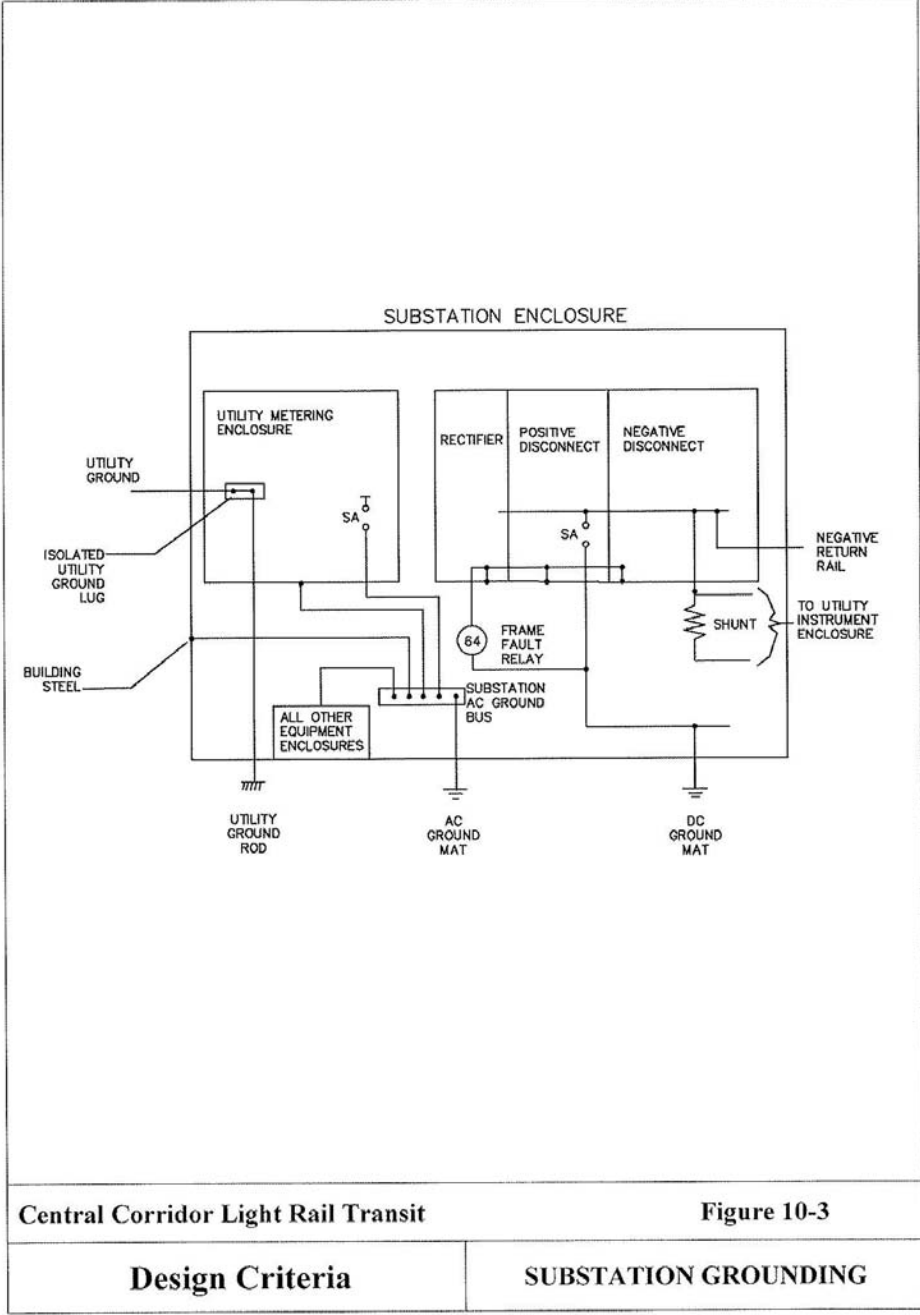 SUBSTATION ENCLOSURE
UTILITY METERING
ENCLOSURE
RECTIFIER
POSITIVE
DISCONNECT
NEGATIVE
DISCONNECT
UTILITY
GROUND
SA
SA
ISOLATED
UTILITY
GROUND
LUG
NEGATIVE
RETURN
RAIL
64
FRAME
FAULT
RELAY
SHUNT
TO UTILITY
INSTRUMENT
ENCLOSURE
BUILDING
STEEL
SUBSTATION
AC GROUND
BUS
ALL OTHER
EQUIPMENT
ENCLOSURES
UTILITY
GROUND
ROD
AC
GROUND
MAT
DC
GROUND
MAT
Central Corridor Light Rail Transit
Figure 10-3
Design Criteria
SUBSTATION GROUNDING